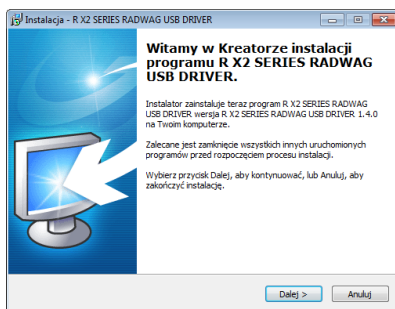 Instalacja - R X2 SERIES RADWAG USB DRIVER
Witamy w Kreatorze instalacji
programu R X2 SERIES RADWAG
USB DRIVER.
Instalator zainstaluje teraz program R X2 SERIES RADWAG
USB DRIVER wersja R X2 SERIES RADWAG USB DRIVER 1.4.0
na Twoim komputerze.
Zalecane jest zamknięcie wszystkich innych uruchomionych
programów przed rozpoczęciem procesu instalacji.
Wybierz przycisk Dalej, aby kontynuować, lub Anuluj, aby
zakończyć instalację.
Dalej > Anuluj